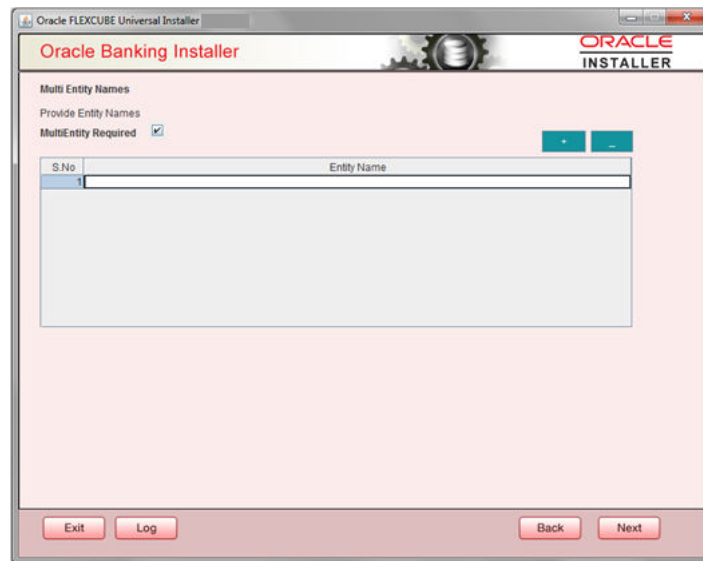 Oracle FLEXCUBE Universal Installer
Oracle Banking Installer
ORACLE
INSTALLER
Multi Entity Names
Provide Entity Names
MultiEntity Required
+ _
S.No Entity Name
1
Exit Log Back Next